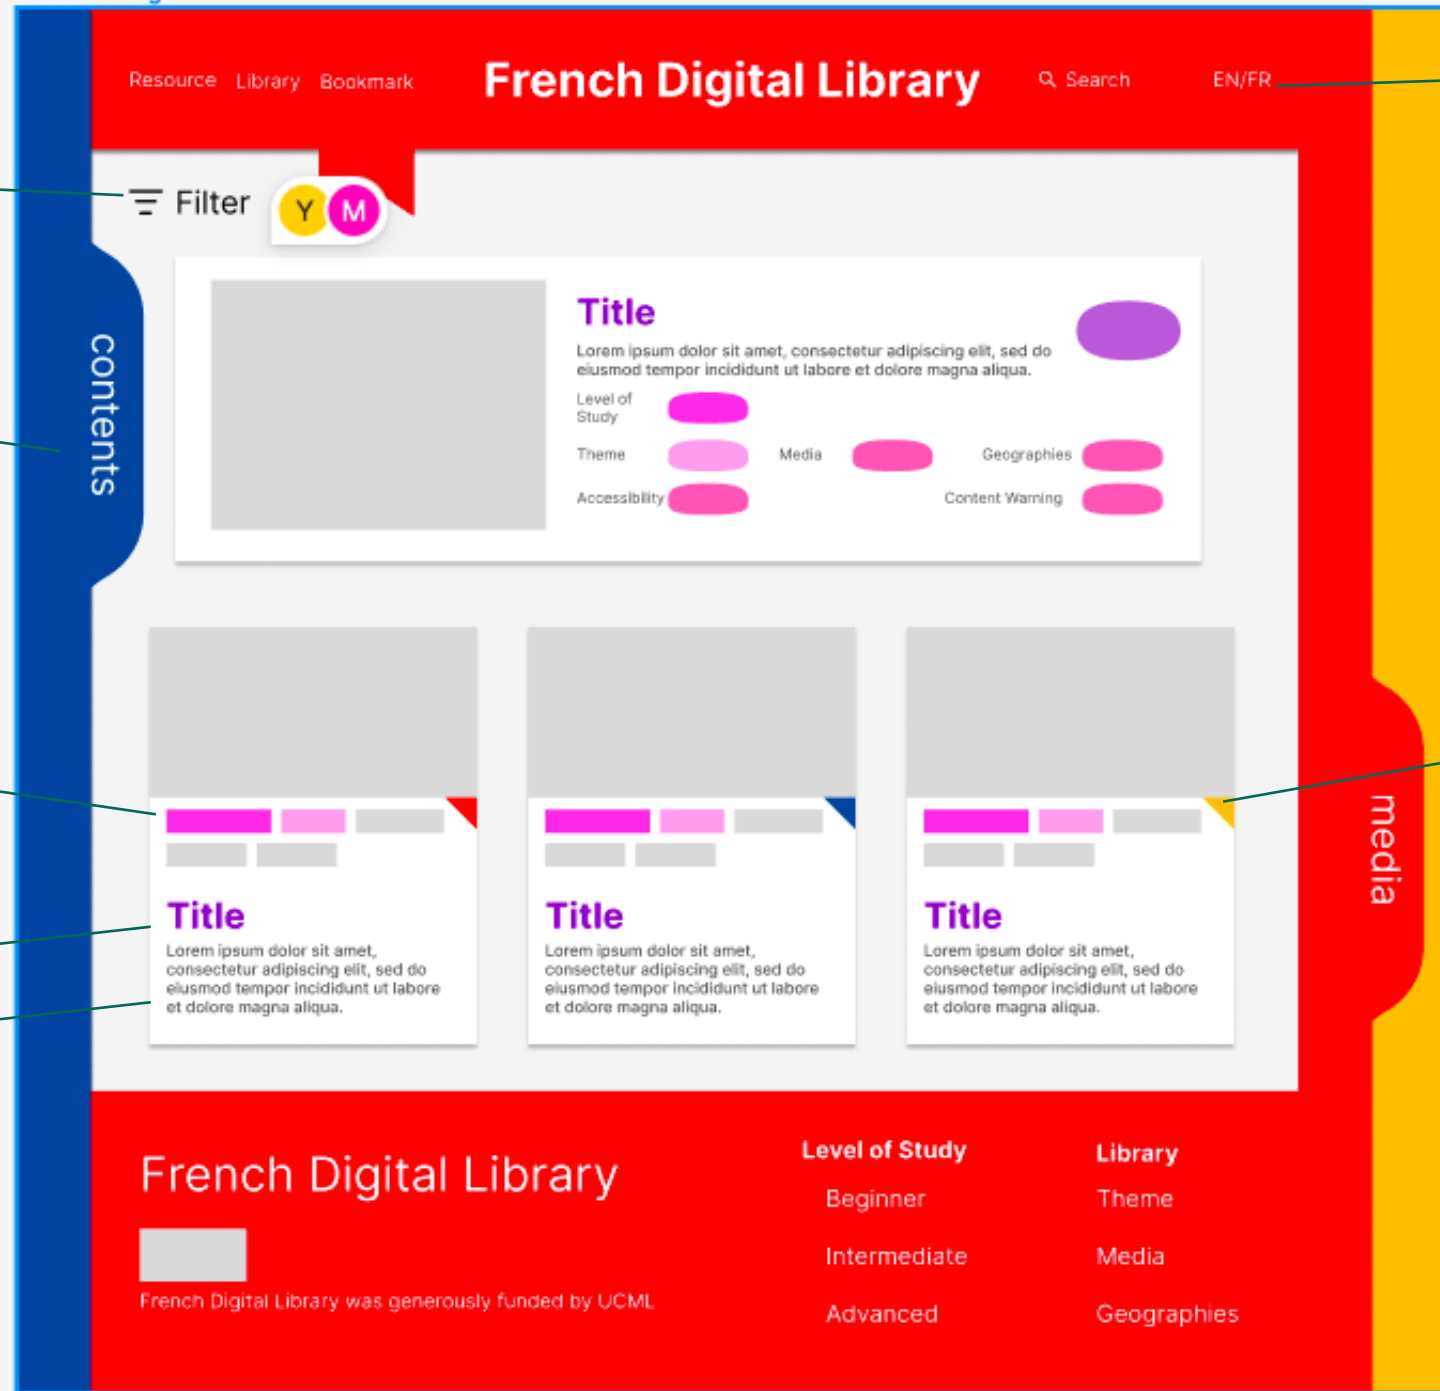 Resource Library Bookmark
French Digital Library
Search
EN/FR
Filter
Y M
contents
Title
Lorem ipsum dolor sit amet, consectetur adipiscing elit, sed do
eiusmod tempor incididunt ut labore et dolore magna aliqua.
Level of
Study
Theme
Media
Geographies
Accessibility
Content Warning
Title
Lorem ipsum dolor sit amet,
consectetur adipiscing elit, sed do
eiusmod tempor incididunt ut labore
et dolore magna aliqua.
Title
Lorem ipsum dolor sit amet,
consectetur adipiscing elit, sed do
eiusmod tempor incididunt ut labore
et dolore magna aliqua.
Title
Lorem ipsum dolor sit amet,
consectetur adipiscing elit, sed do
eiusmod tempor incididunt ut labore
et dolore magna aliqua.
media
French Digital Library
French Digital Library was generously funded by UCML
Level of Study
Beginner
Intermediate
Advanced
Library
Theme
Media
Geographies